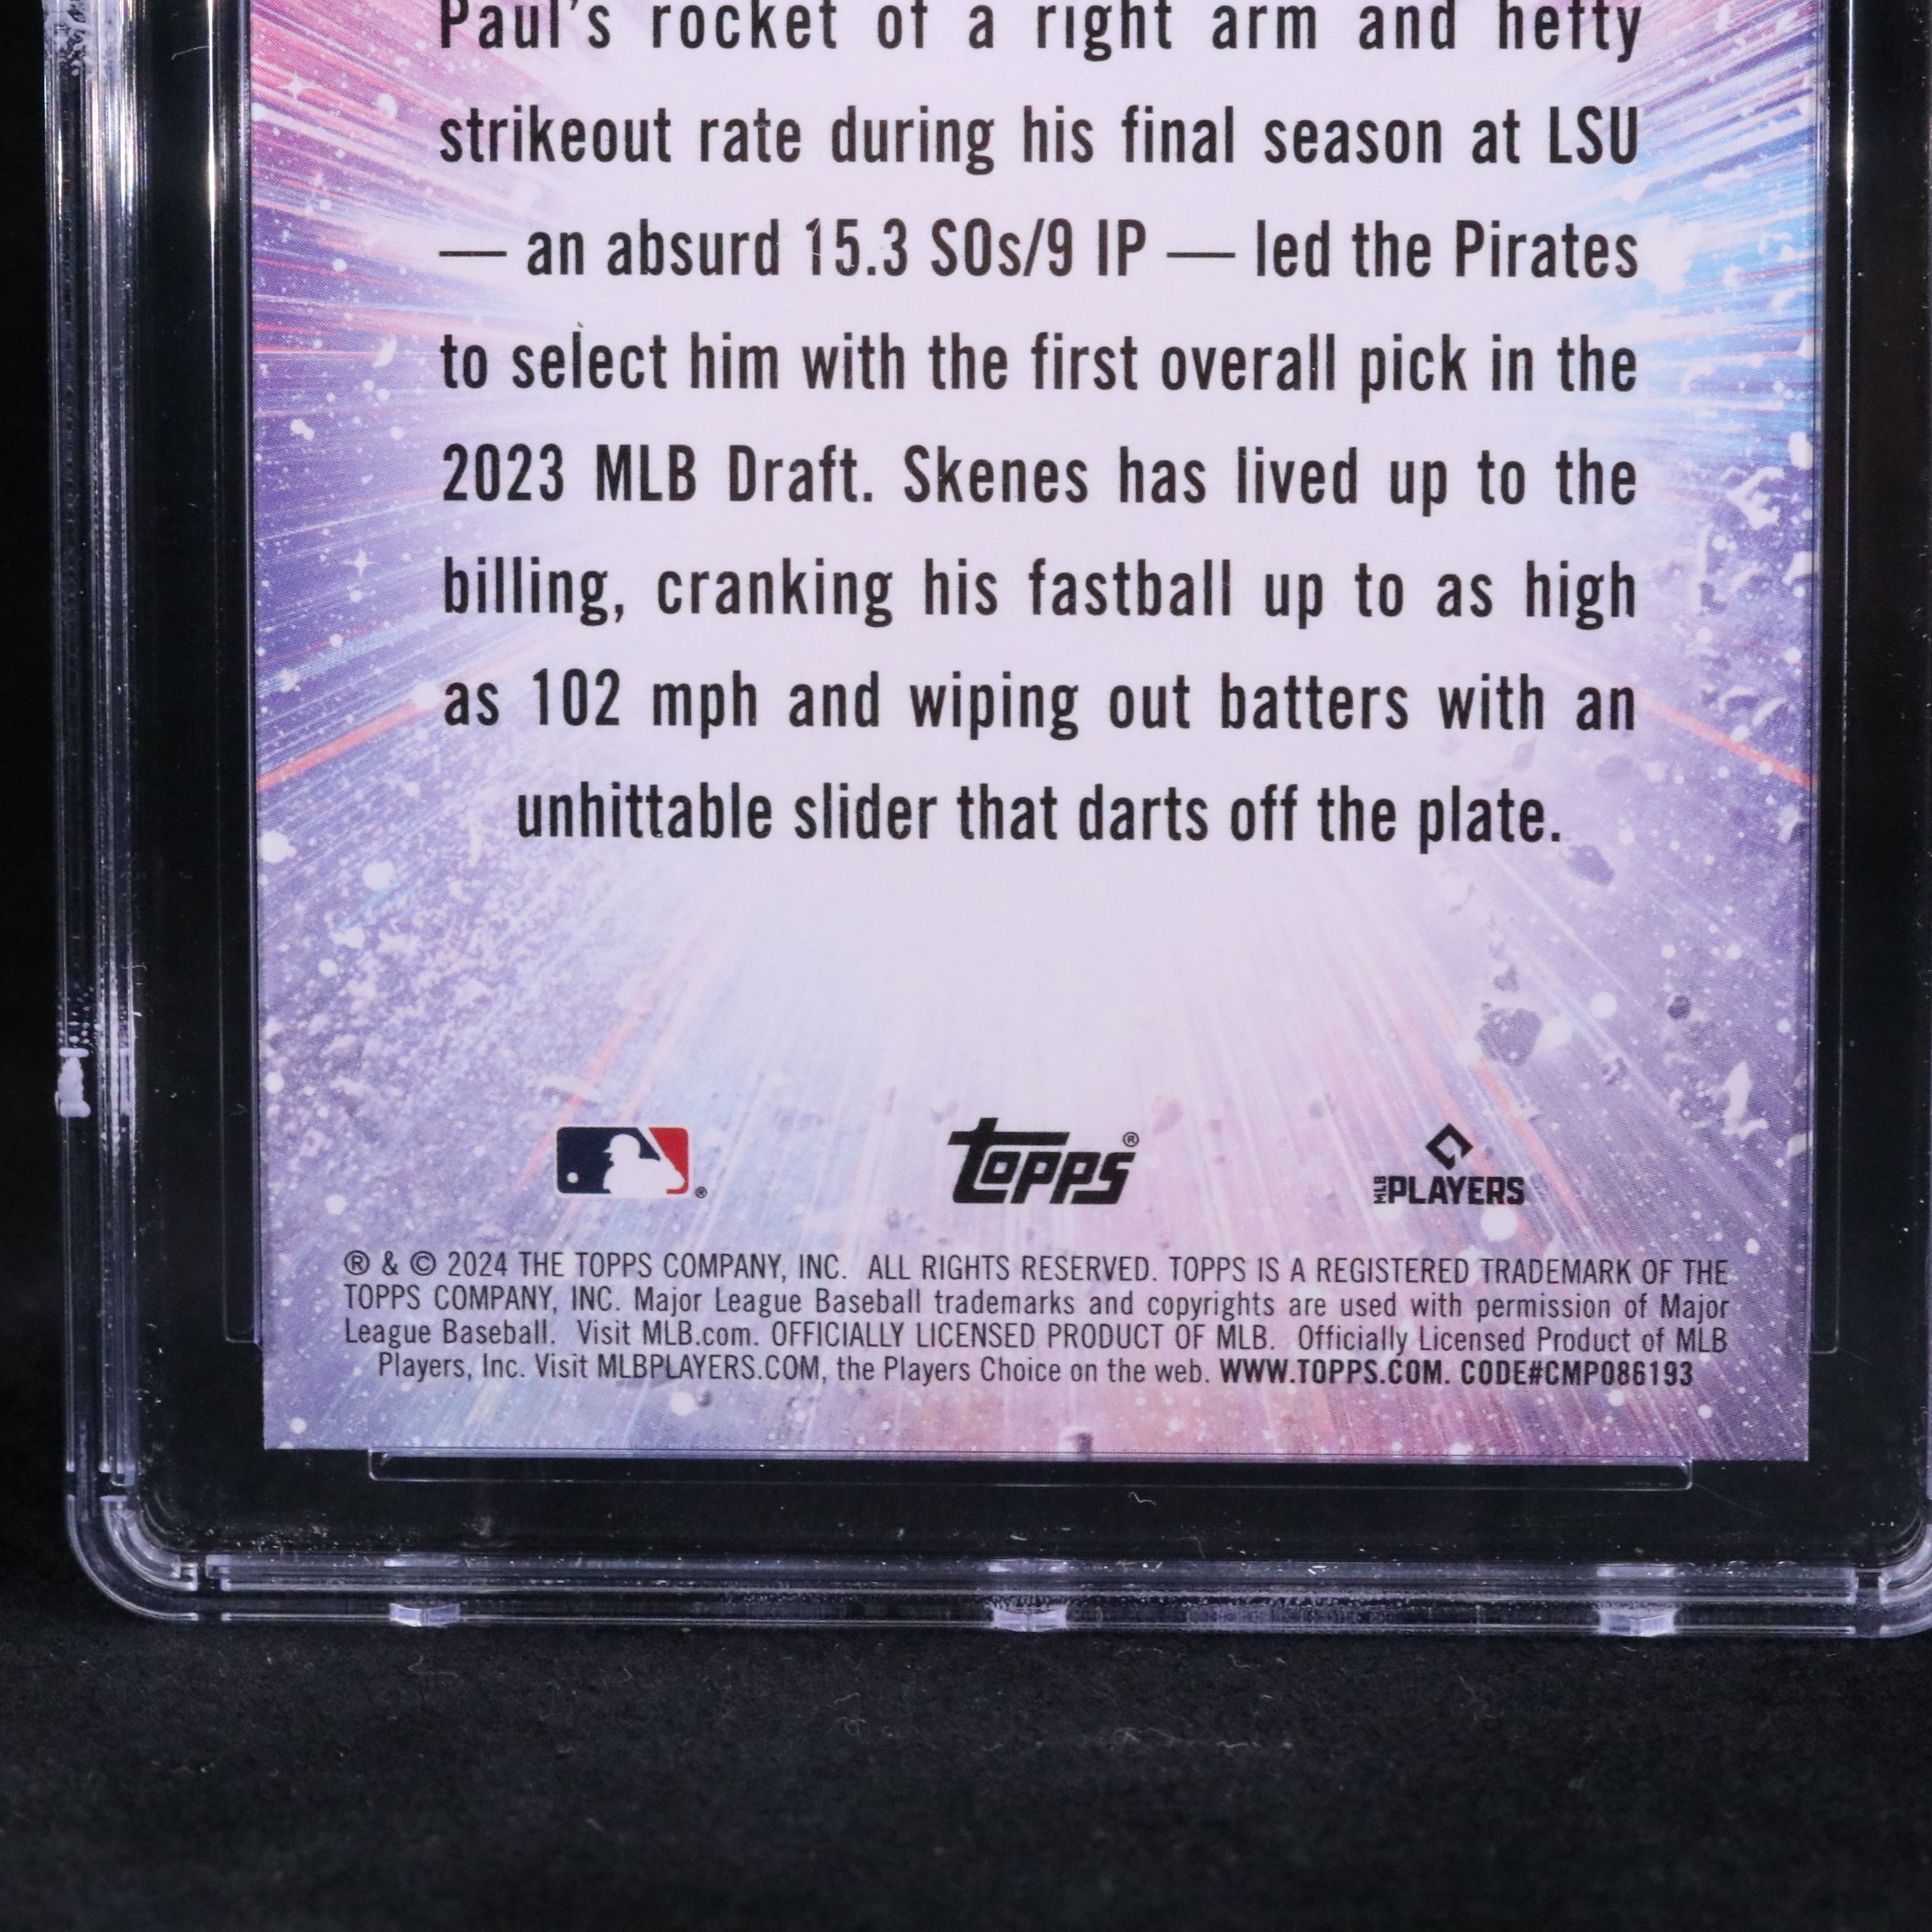 Paul's rocket of a right arm and hefty
strikeout rate during his final season at LSU
— an absurd 15.3 SOs/9 IP — led the Pirates
to select him with the first overall pick in the
2023 MLB Draft. Skenes has lived up to the
billing, cranking his fastball up to as high
as 102 mph and wiping out batters with an
unhittable slider that darts off the plate.
®
topps®
MLB PLAYERS
® & © 2024 THE TOPPS COMPANY, INC. ALL RIGHTS RESERVED. TOPPS IS A REGISTERED TRADEMARK OF THE
TOPPS COMPANY, INC. Major League Baseball trademarks and copyrights are used with permission of Major
League Baseball. Visit MLB.com. OFFICIALLY LICENSED PRODUCT OF MLB. Officially Licensed Product of MLB
Players, Inc. Visit MLBPLAYERS.COM, the Players Choice on the web. WWW.TOPPS.COM. CODE#CMP086193